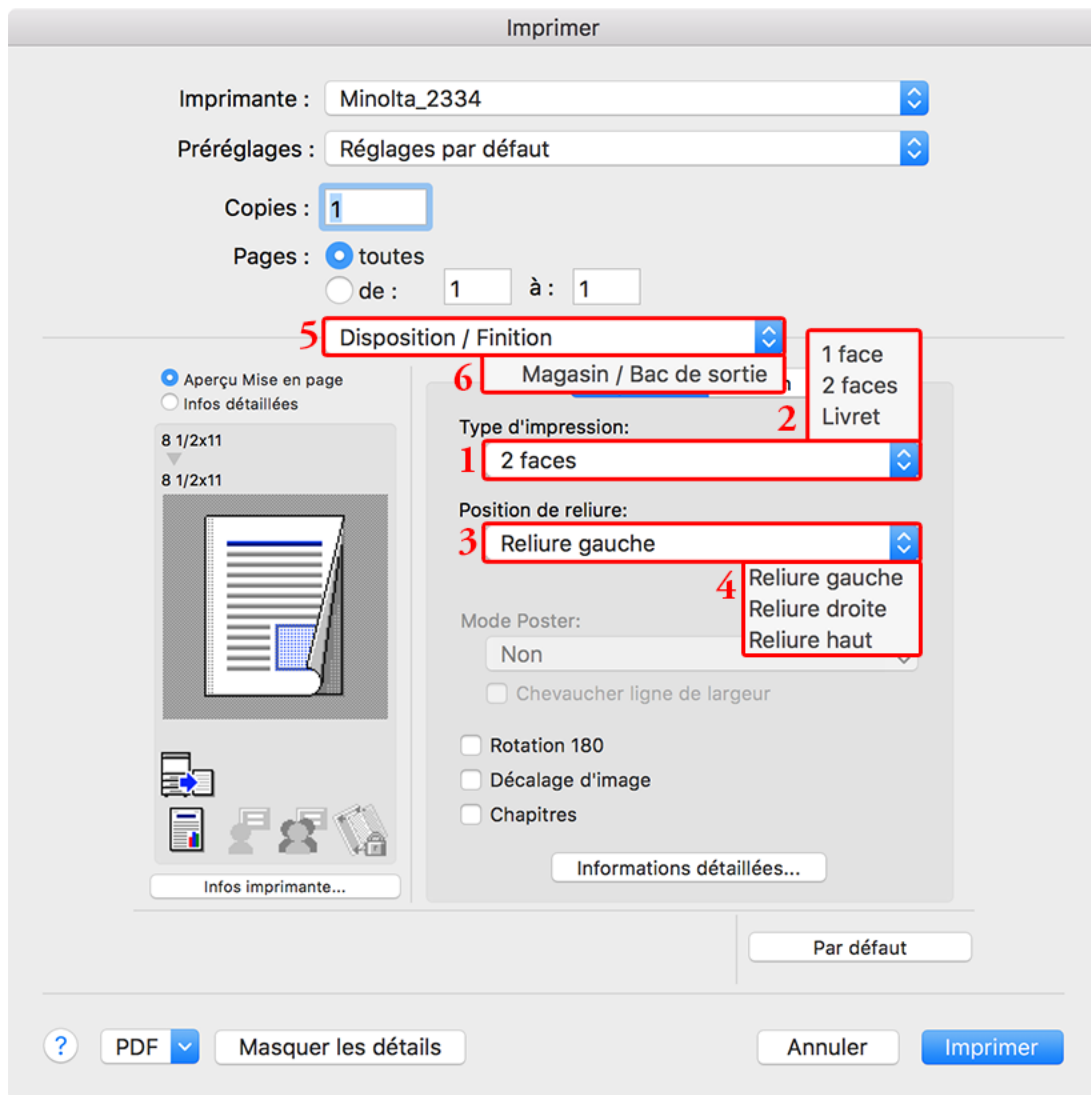 Imprimer
Imprimante : Minolta_2334
Préréglages : Réglages par défaut
Copies : 1
Pages : toutes
de : 1 à : 1
5 Disposition / Finition
6 Magasin / Bac de sortie
1 face
2 faces
Livret
2
Aperçu Mise en page
Infos détaillées
8 1/2x11
8 1/2x11
Infos imprimante...
Type d'impression:
1 2 faces
Position de reliure:
3 Reliure gauche
4 Reliure gauche
Reliure droite
Reliure haut
Mode Poster:
Non
Chevaucher ligne de largeur
Rotation 180
Décalage d'image
Chapitres
Informations détaillées...
Par défaut
? PDF Masquer les détails Annuler Imprimer